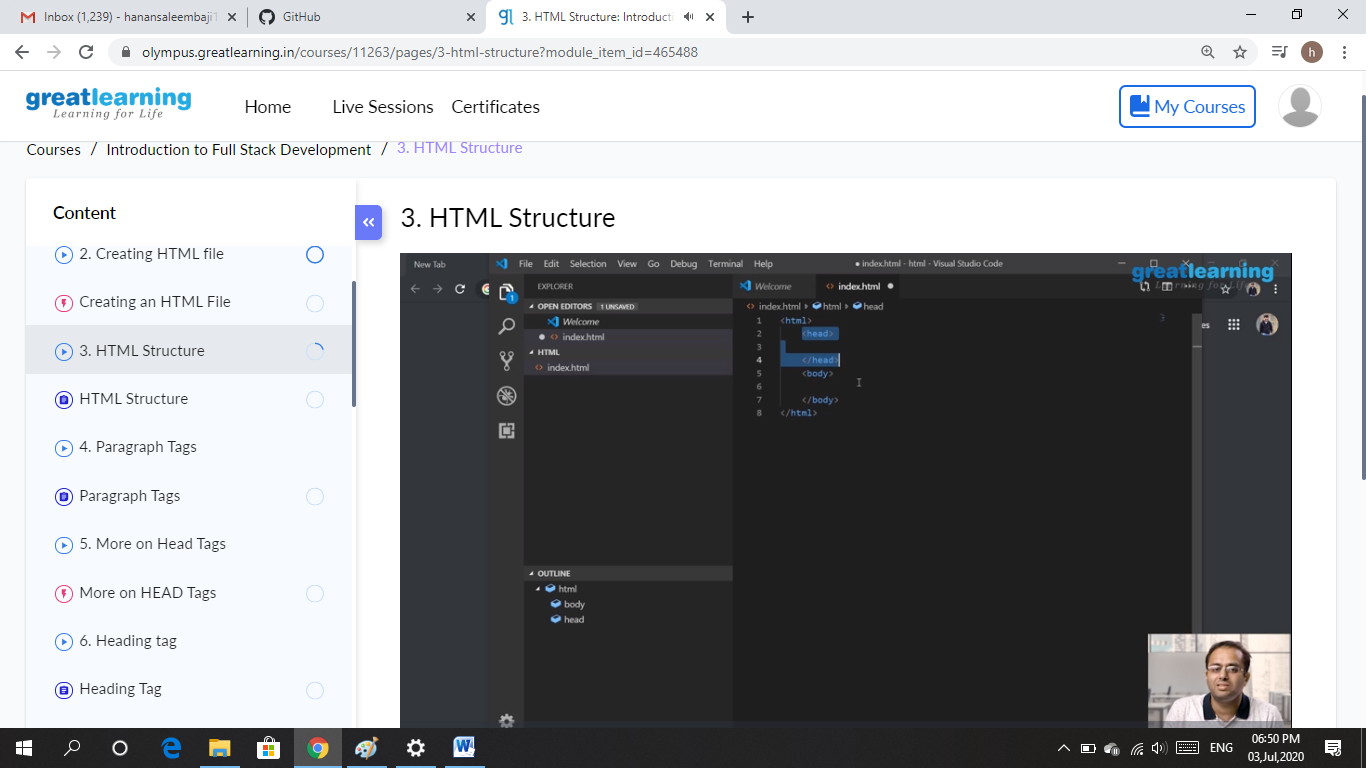 Inbox (1,239) - hanansaleembaji1
GitHub
3. HTML Structure: Introducti
olympus.greatlearning.in/courses/11263/pages/3-html-structure?module_item_id=465488
h
greatlearning
Learning for Life
Home
Live Sessions
Certificates
My Courses
Courses / Introduction to Full Stack Development / 3. HTML Structure
Content
2. Creating HTML file
Creating an HTML File
3. HTML Structure
HTML Structure
4. Paragraph Tags
Paragraph Tags
5. More on Head Tags
More on HEAD Tags
6. Heading tag
Heading Tag
3. HTML Structure
New Tab
File Edit Selection View Go Debug Terminal Help
● index.html - html - Visual Studio Code
greatlearning
Learning for Life
1
EXPLORER
OPEN EDITORS 1 UNSAVED
Welcome
index.html
HTML
index.html
OUTLINE
html
body
head
Welcome
index.html
index.html > html > head
1 <html>
2 <head>
3
4 </head>
5 <body>
6
7 </body>
8 </html>
es
ENG
06:50 PM
03,Jul,2020